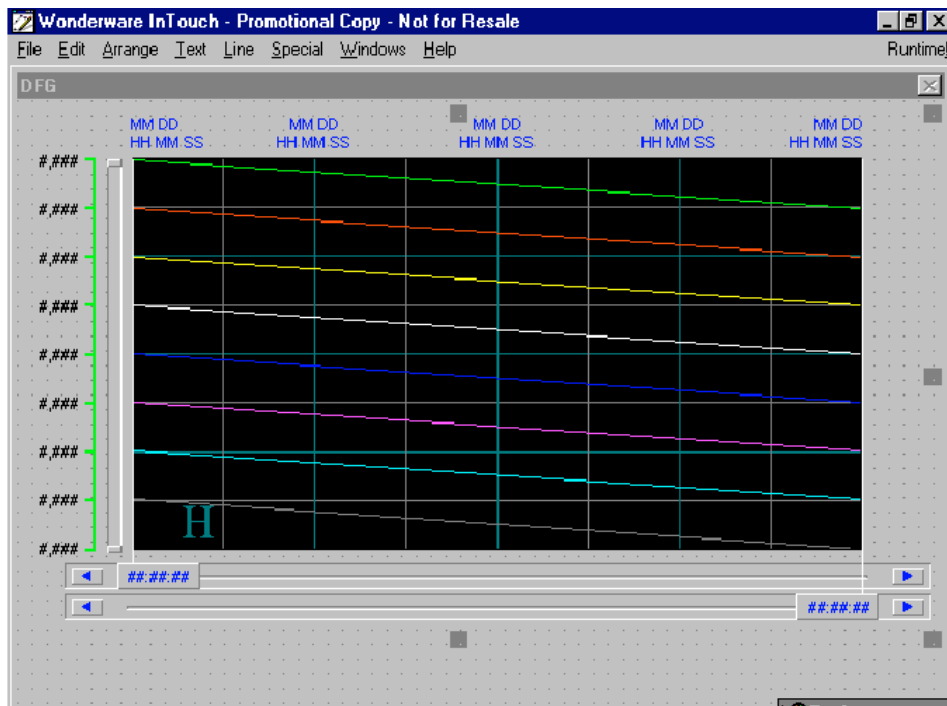 Wonderware InTouch - Promotional Copy - Not for Resale
File Edit Arrange Text Line Special Windows Help Runtime!
DFG
MM DD MM DD MM DD MM DD MM DD
HH MM SS HH MM SS HH MM SS HH MM SS HH MM SS
#,###
#,###
#,###
#,###
#,###
#,###
#,###
#,###
H
#,###
##:##:##
##:##:##